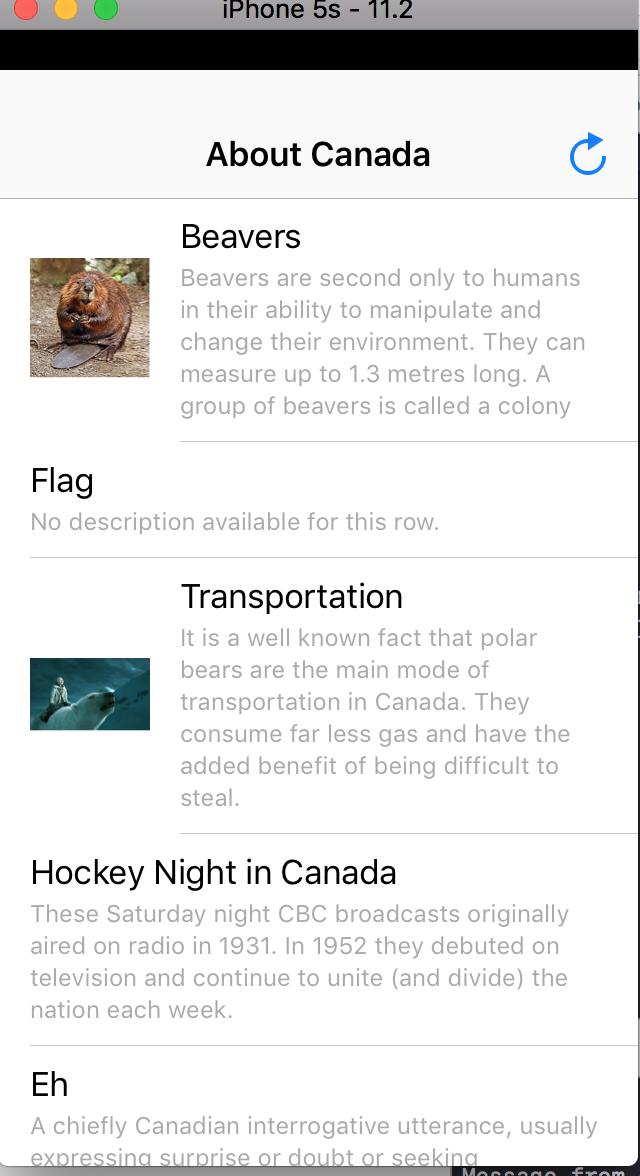 iPhone 5s - 11.2
About Canada
Beavers
Beavers are second only to humans
in their ability to manipulate and
change their environment. They can
measure up to 1.3 metres long. A
group of beavers is called a colony
Flag
No description available for this row.
Transportation
It is a well known fact that polar
bears are the main mode of
transportation in Canada. They
consume far less gas and have the
added benefit of being difficult to
steal.
Hockey Night in Canada
These Saturday night CBC broadcasts originally
aired on radio in 1931. In 1952 they debuted on
television and continue to unite (and divide) the
nation each week.
Eh
A chiefly Canadian interrogative utterance, usually
expressing surprise or doubt or seeking
Message from